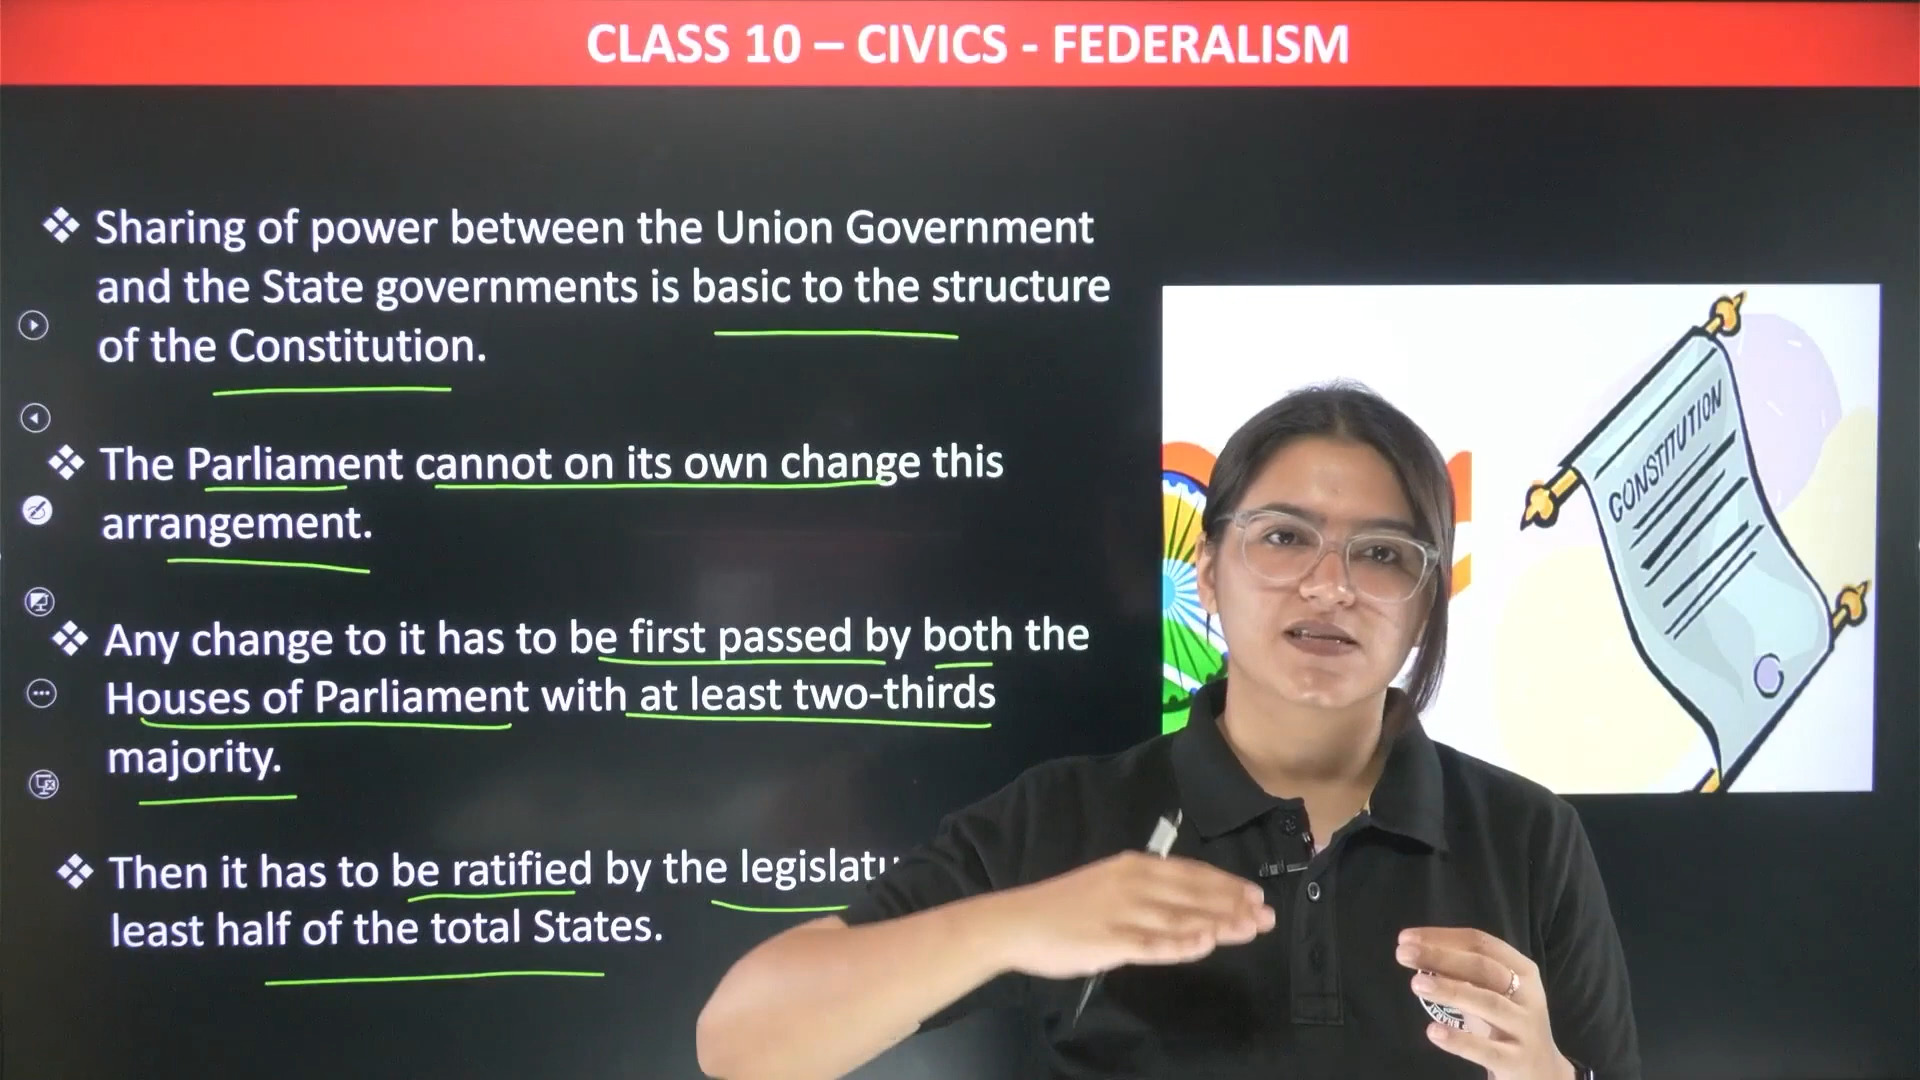 CLASS 10 – CIVICS - FEDERALISM
❖ Sharing of power between the Union Government
and the State governments is basic to the structure
of the Constitution.
❖ The Parliament cannot on its own change this
arrangement.
❖ Any change to it has to be first passed by both the
Houses of Parliament with at least two-thirds
majority.
❖ Then it has to be ratified by the
least half of the total States.
CONSTITUTION